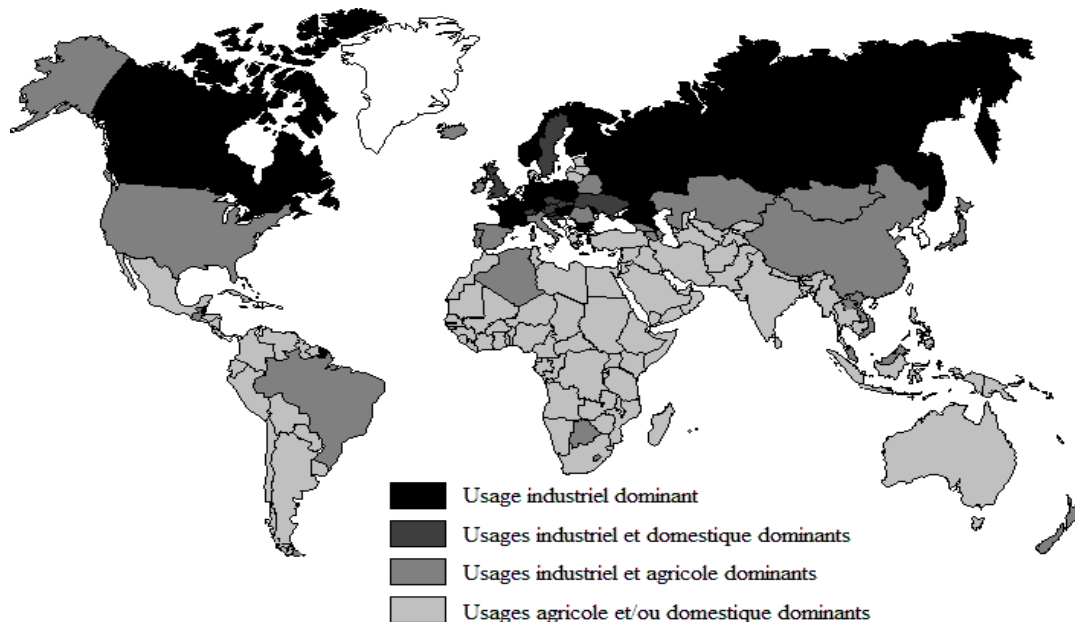 Usage industriel dominant
Usages industriel et domestique dominants
Usages industriel et agricole dominants
Usages agricole et/ou domestique dominants